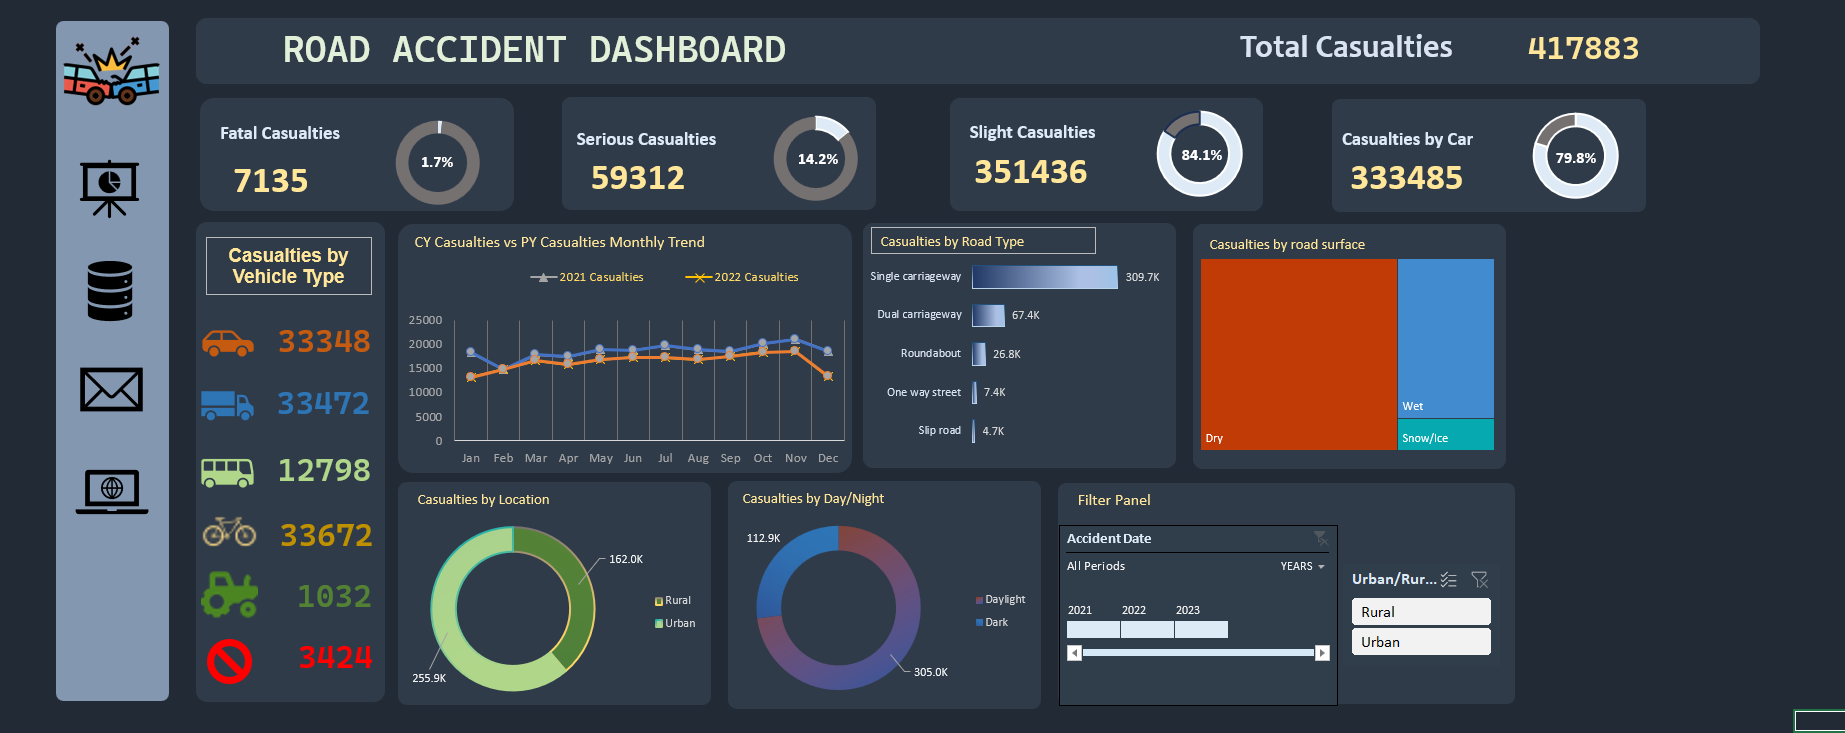 ROAD ACCIDENT DASHBOARD
Total Casualties 417883
Fatal Casualties
7135
1.7%
Serious Casualties
59312
14.2%
Slight Casualties
351436
84.1%
Casualties by Car
333485
79.8%
Casualties by
Vehicle Type
33348
33472
12798
33672
1032
3424
CY Casualties vs PY Casualties Monthly Trend
2021 Casualties 2022 Casualties
25000
20000
15000
10000
5000
0
Jan Feb Mar Apr May Jun Jul Aug Sep Oct Nov Dec
Casualties by Road Type
Single carriageway 309.7K
Dual carriageway 67.4K
Roundabout 26.8K
One way street 7.4K
Slip road 4.7K
Casualties by road surface
Dry
Wet
Snow/Ice
Casualties by Location
162.0K
Rural
Urban
255.9K
Casualties by Day/Night
112.9K
Daylight
Dark
305.0K
Filter Panel
Accident Date
All Periods YEARS
2021 2022 2023
Urban/Rur...
Rural
Urban